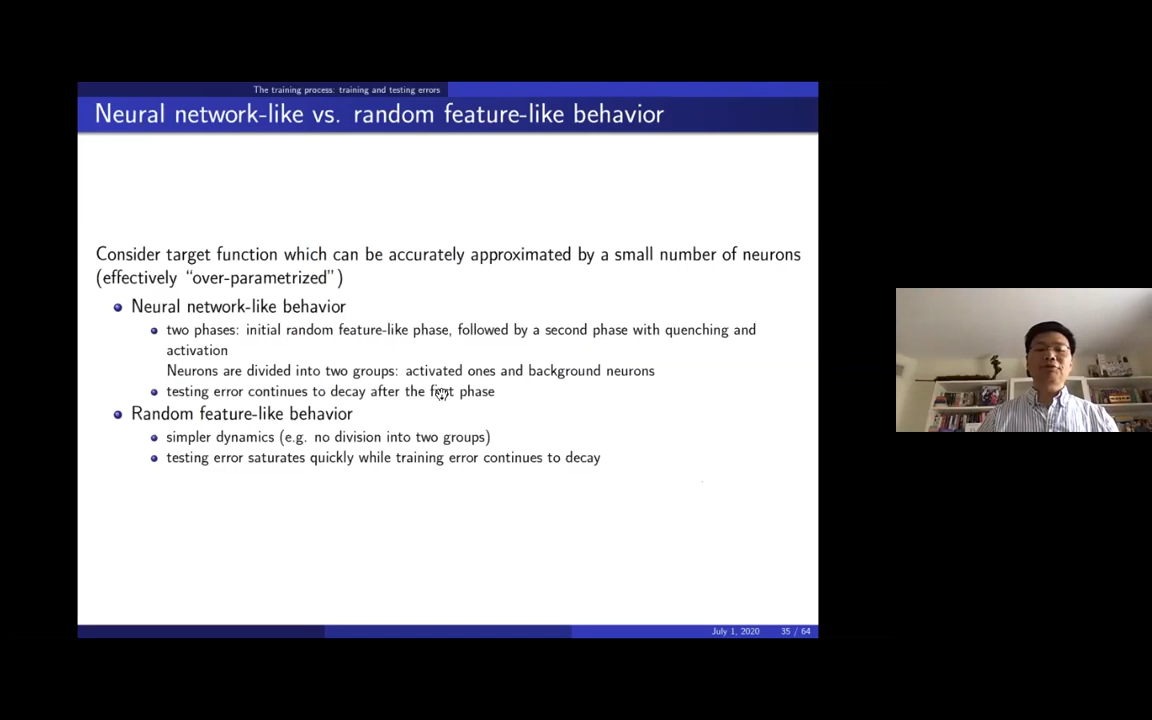 The training process: training and testing errors
Neural network-like vs. random feature-like behavior
Consider target function which can be accurately approximated by a small number of neurons
(effectively “over-parametrized”)
Neural network-like behavior
two phases: initial random feature-like phase, followed by a second phase with quenching and
activation
Neurons are divided into two groups: activated ones and background neurons
testing error continues to decay after the first phase
Random feature-like behavior
simpler dynamics (e.g. no division into two groups)
testing error saturates quickly while training error continues to decay
July 1, 2020 35 / 64